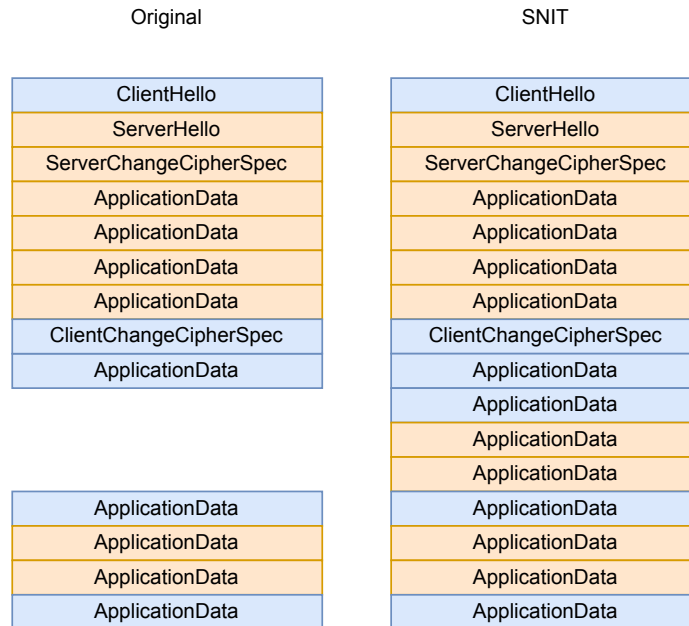 Original
SNIT
ClientHello
ClientHello
ServerHello
ServerHello
ServerChangeCipherSpec
ServerChangeCipherSpec
ApplicationData
ApplicationData
ApplicationData
ApplicationData
ApplicationData
ApplicationData
ApplicationData
ApplicationData
ClientChangeCipherSpec
ClientChangeCipherSpec
ApplicationData
ApplicationData
ApplicationData
ApplicationData
ApplicationData
ApplicationData
ApplicationData
ApplicationData
ApplicationData
ApplicationData
ApplicationData
ApplicationData
ApplicationData